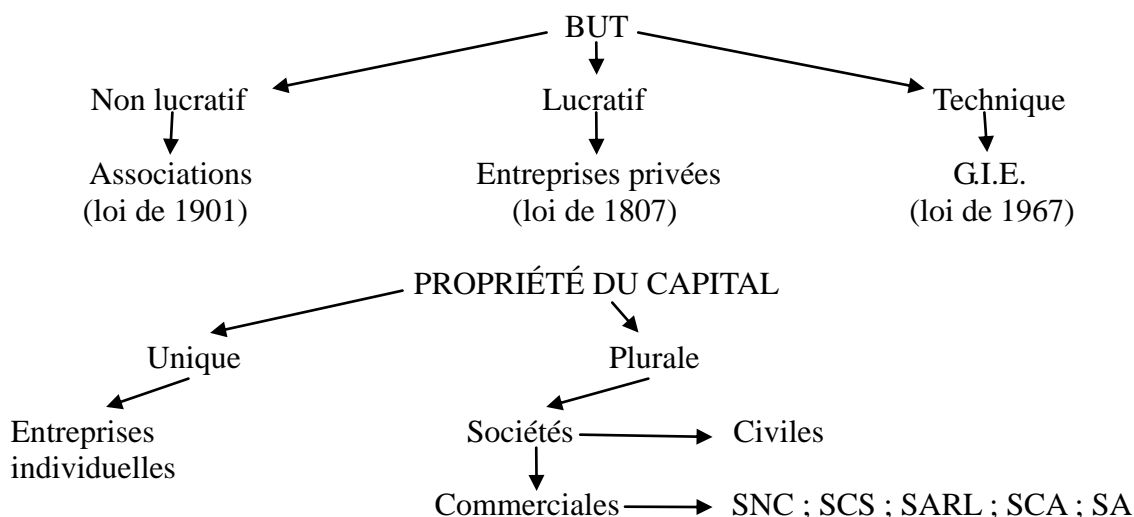 BUT
Non lucratif Lucratif Technique
Associations Entreprises privées G.I.E.
(loi de 1901) (loi de 1807) (loi de 1967)
PROPRIÉTÉ DU CAPITAL
Unique Plurale
Entreprises Sociétés Civiles
individuelles
Commerciales SNC ; SCS ; SARL ; SCA ; SA